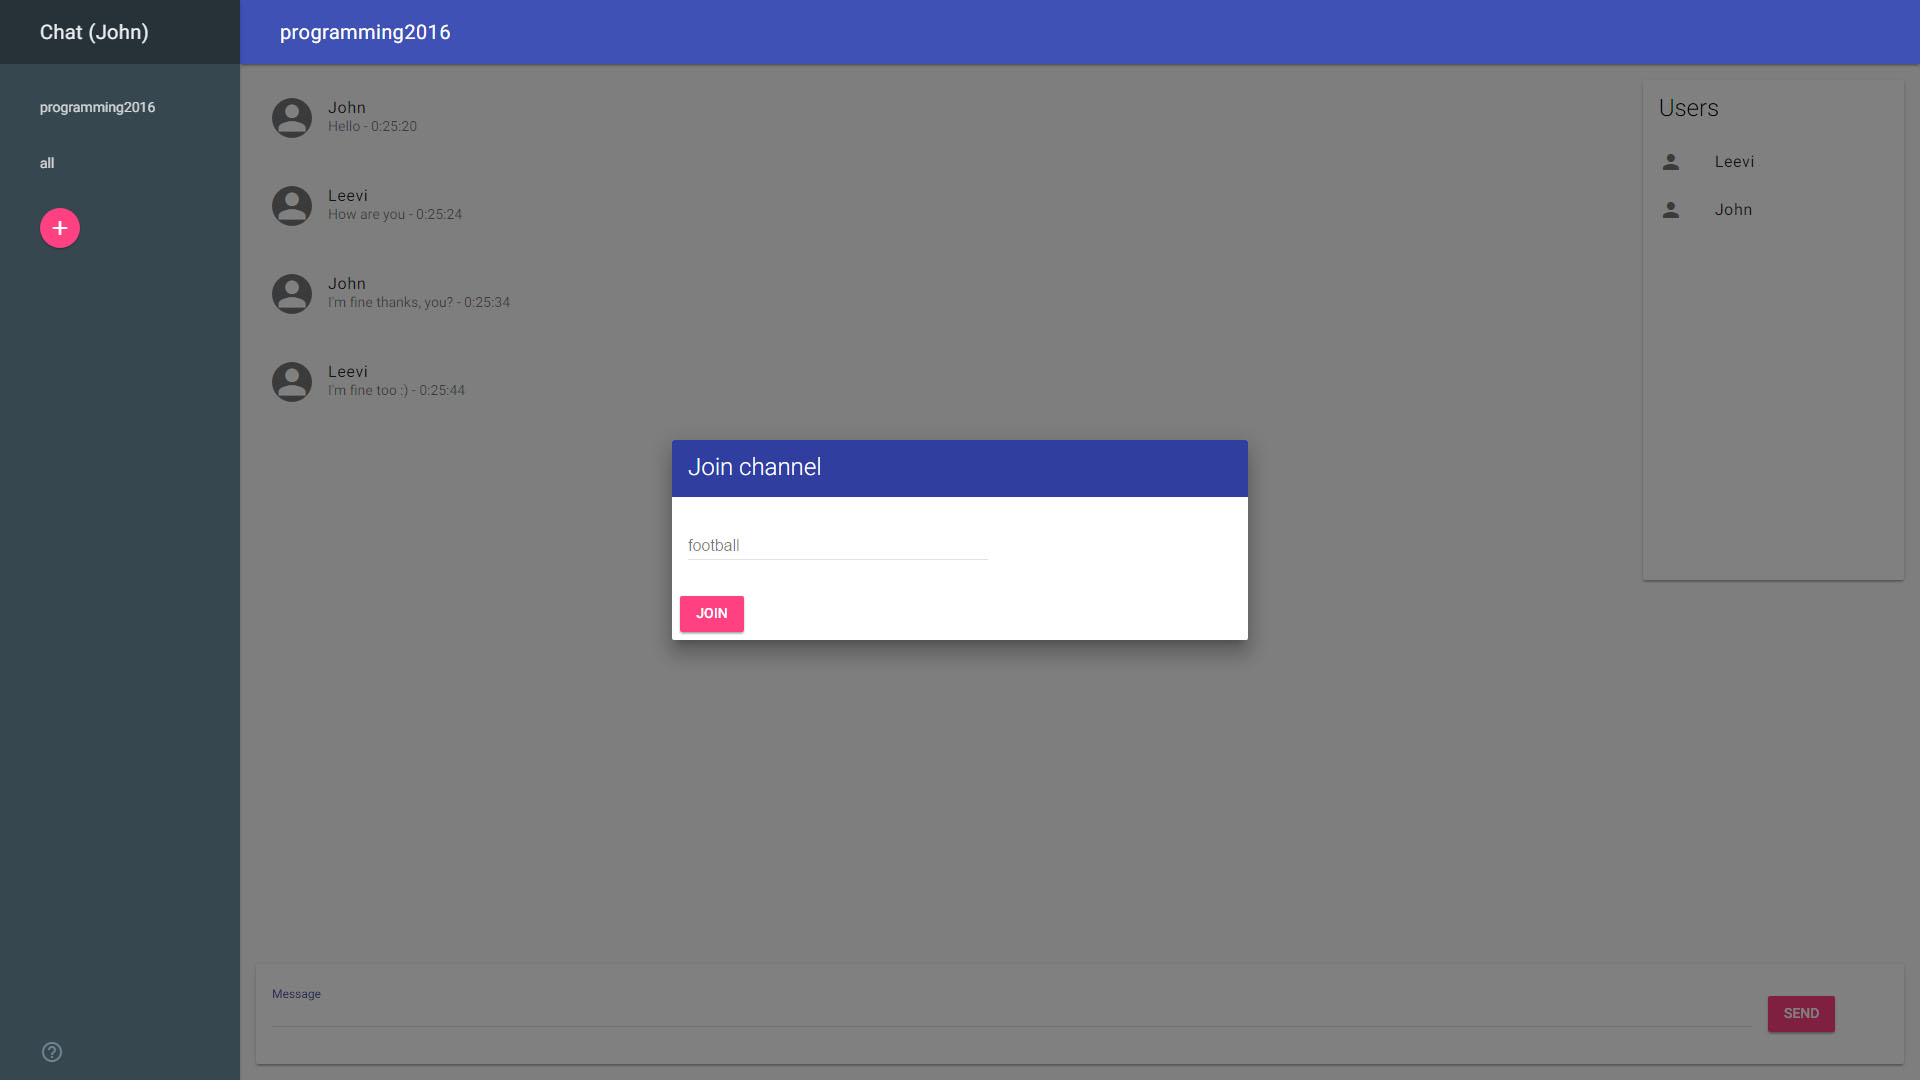 Chat (John)
programming2016
programming2016
all
+
John
Hello - 0:25:20
Leevi
How are you - 0:25:24
John
I'm fine thanks, you? - 0:25:34
Leevi
I'm fine too :) - 0:25:44
Users
Leevi
John
Join channel
football
JOIN
Message
SEND
?